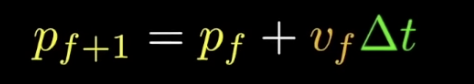 p_{f+1} = p_f + v_f Δt